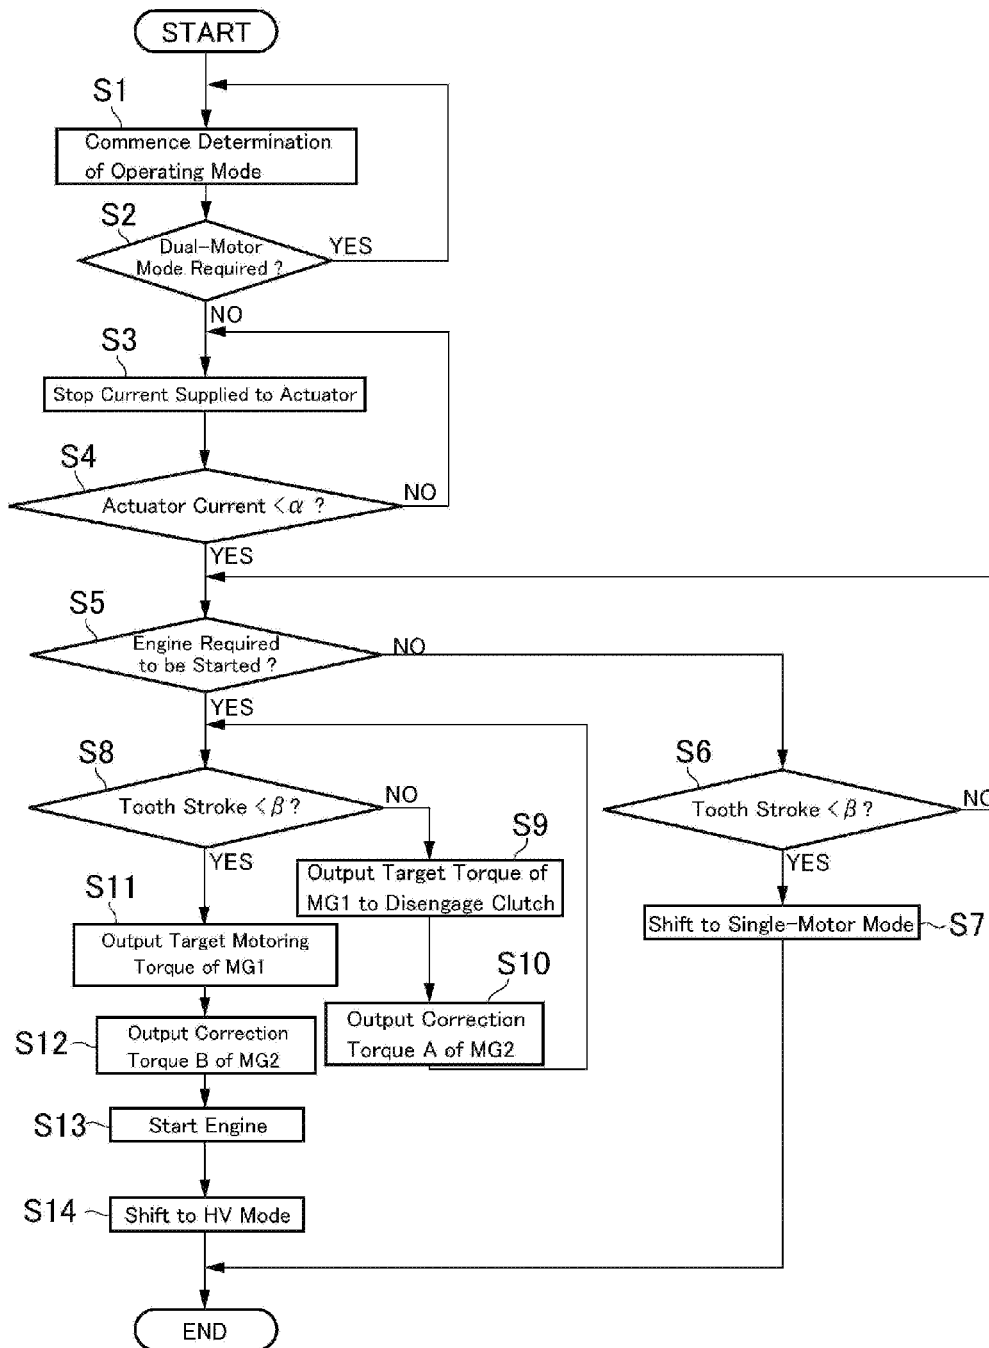 START
S1
Commence Determination
of Operating Mode
S2
Dual-Motor
Mode Required ?
YES
NO
S3
Stop Current Supplied to Actuator
S4
Actuator Current < α ?
NO
YES
S5
Engine Required
to be Started ?
NO
YES
S8
Tooth Stroke < β ?
NO
YES
S6
Tooth Stroke < β ?
NO
YES
S9
Output Target Torque of
MG1 to Disengage Clutch
S7
Shift to Single-Motor Mode
S11
Output Target Motoring
Torque of MG1
S10
Output Correction
Torque A of MG2
S12
Output Correction
Torque B of MG2
S13
Start Engine
S14
Shift to HV Mode
END